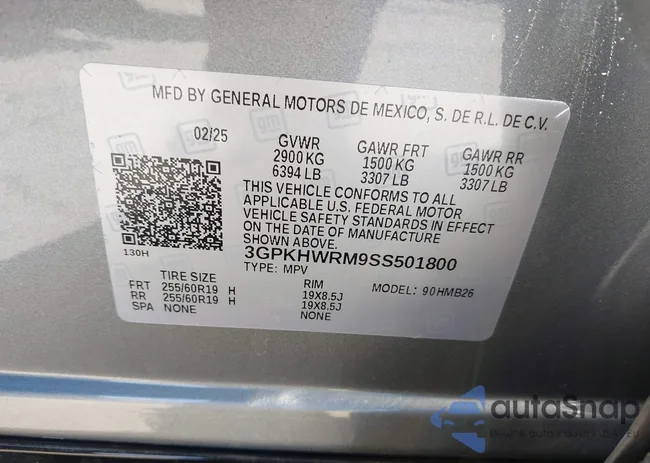 MFD BY GENERAL MOTORS DE MEXICO, S. DE R.L. DE C.V.
02/25 GVWR GAWR FRT GAWR RR
2900 KG 1500 KG 1500 KG
6394 LB 3307 LB 3307 LB
THIS VEHICLE CONFORMS TO ALL
APPLICABLE U.S. FEDERAL MOTOR
VEHICLE SAFETY STANDARDS IN EFFECT
ON THE DATE OF MANUFACTURE
SHOWN ABOVE.
130H
3GPKHWRM9SS501800
TYPE: MPV
TIRE SIZE RIM MODEL: 90HMB26
FRT 255/60R19 H 19X8.5J
RR 255/60R19 H 19X8.5J
SPA NONE NONE
autoSnap